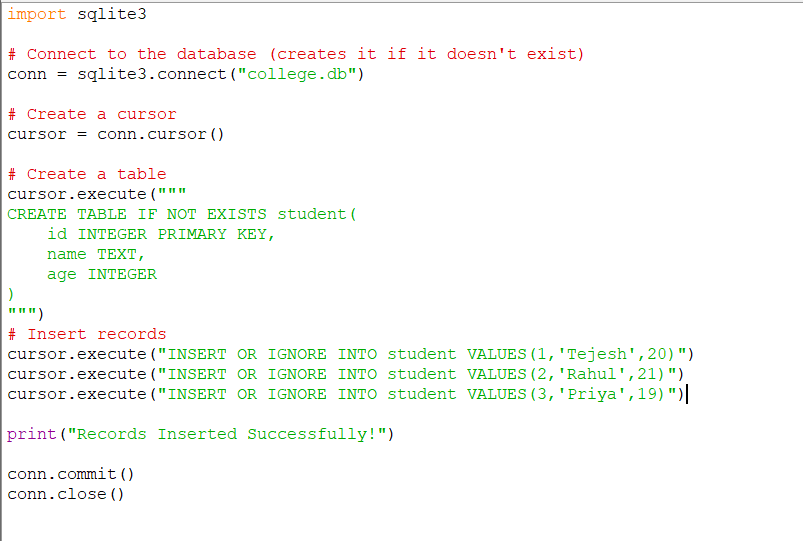 import sqlite3
# Connect to the database (creates it if it doesn't exist)
conn = sqlite3.connect("college.db")
# Create a cursor
cursor = conn.cursor()
# Create a table
cursor.execute("""
CREATE TABLE IF NOT EXISTS student(
    id INTEGER PRIMARY KEY,
    name TEXT,
    age INTEGER
)
""")
# Insert records
cursor.execute("INSERT OR IGNORE INTO student VALUES(1,'Tejesh',20)")
cursor.execute("INSERT OR IGNORE INTO student VALUES(2,'Rahul',21)")
cursor.execute("INSERT OR IGNORE INTO student VALUES(3,'Priya',19)")
print("Records Inserted Successfully!")
conn.commit()
conn.close()